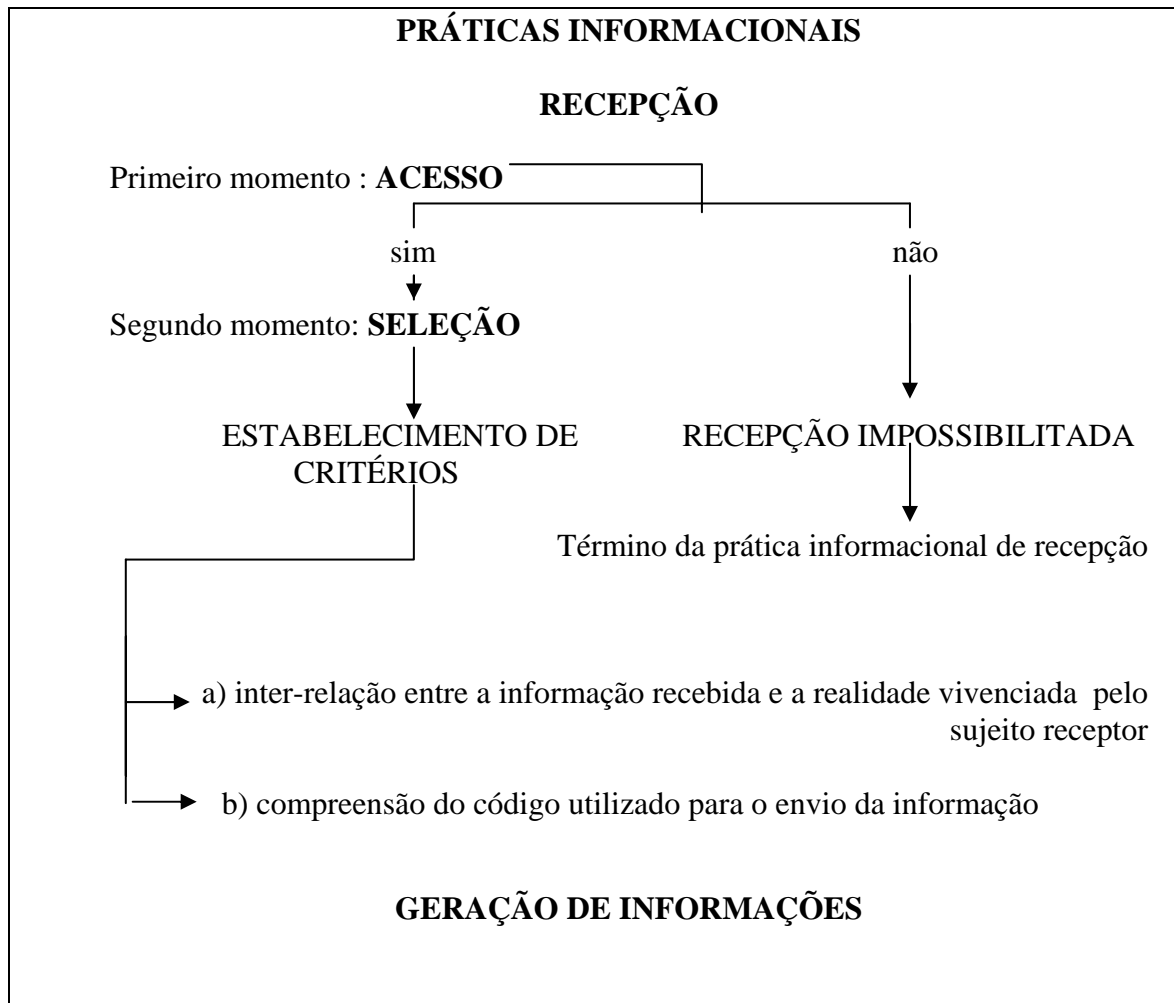 PRÁTICAS INFORMACIONAIS
RECEPÇÃO
Primeiro momento : ACESSO
sim
não
Segundo momento: SELEÇÃO
ESTABELECIMENTO DE
CRITÉRIOS
RECEPÇÃO IMPOSSIBILITADA
Término da prática informacional de recepção
a) inter-relação entre a informação recebida e a realidade vivenciada pelo
sujeito receptor
b) compreensão do código utilizado para o envio da informação
GERAÇÃO DE INFORMAÇÕES